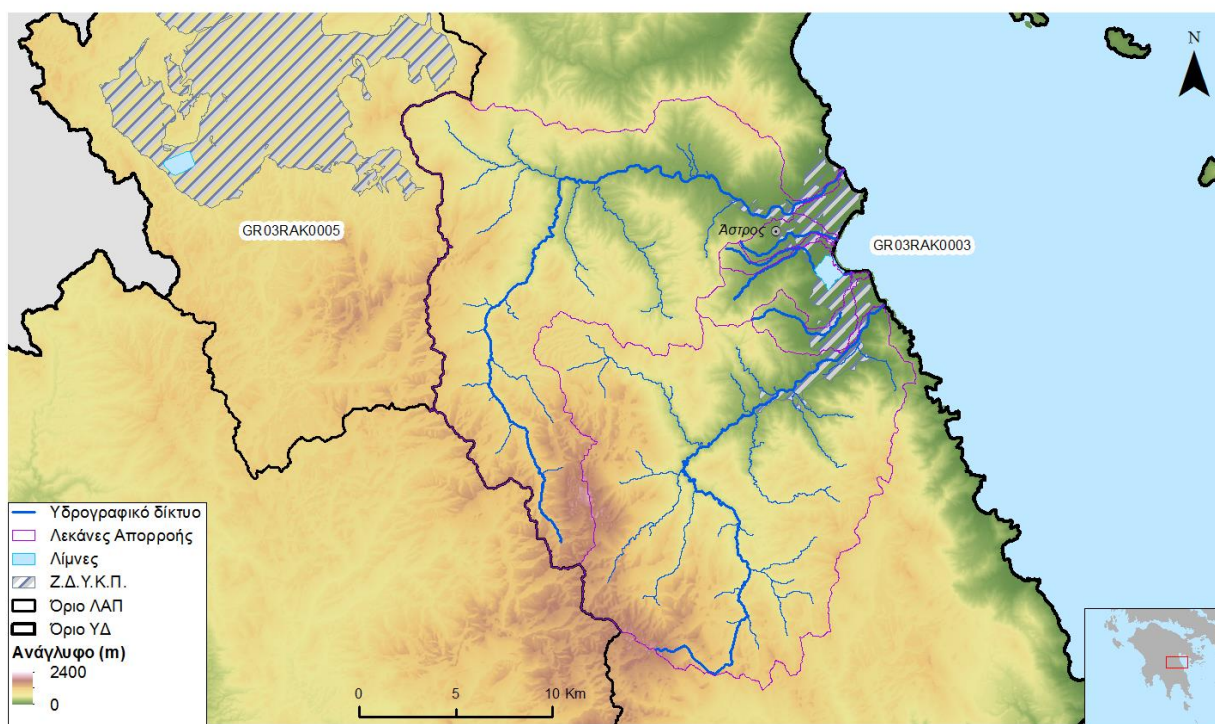 N
GR03RAK0005
Άστρος
GR03RAK0003
Υδρογραφικό δίκτυο
Λεκάνες Απορροής
Λίμνες
Ζ.Δ.Υ.Κ.Π.
Όριο ΛΑΠ
Όριο ΥΔ
Ανάγλυφο (m)
2400
0
0 5 10 Km